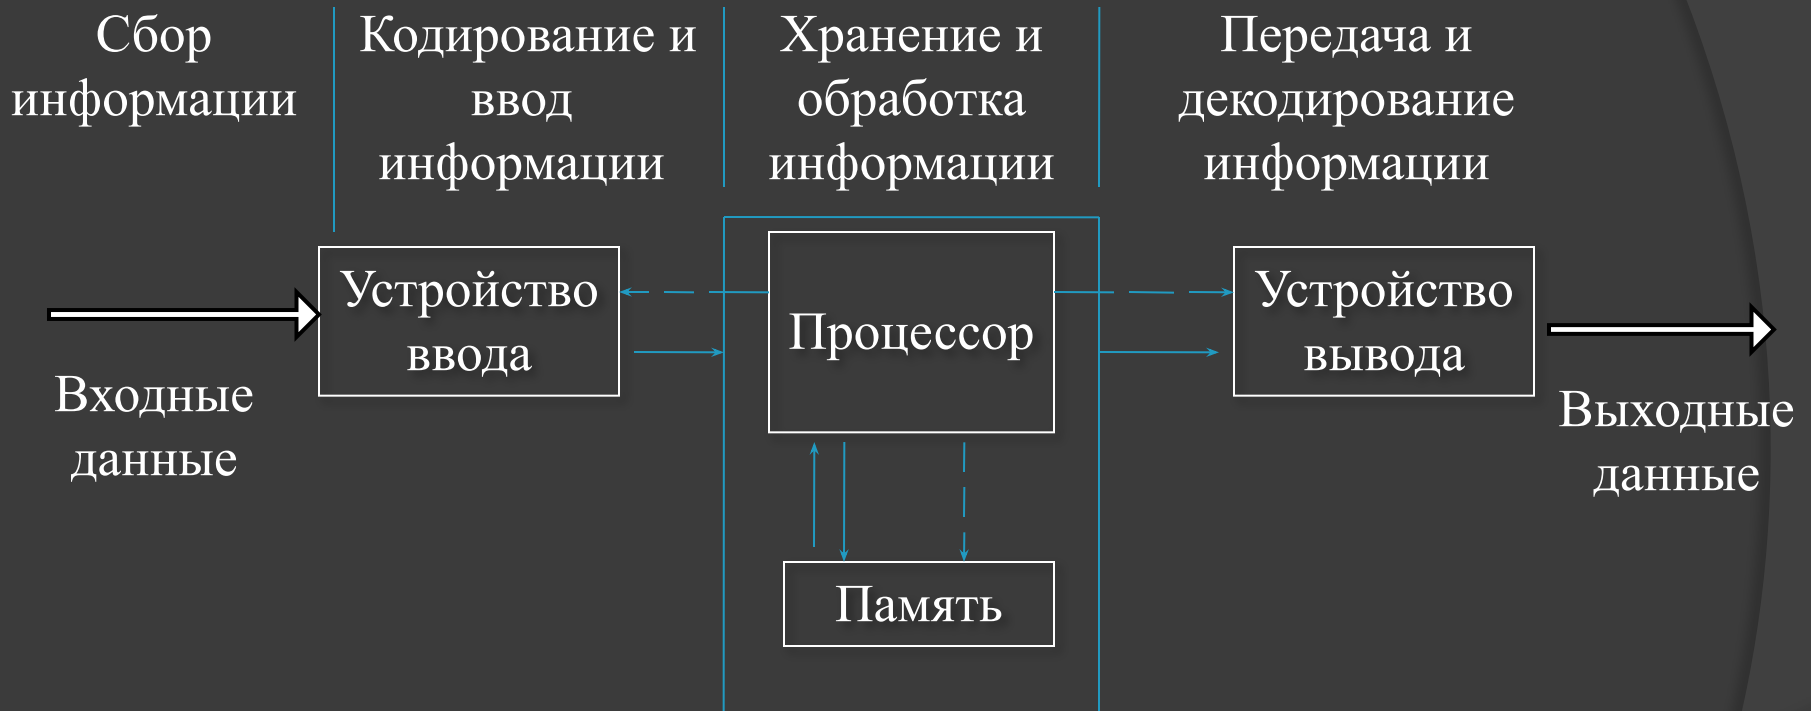 Сбор
информации
Кодирование и
ввод
информации
Хранение и
обработка
информации
Передача и
декодирование
информации
Устройство
ввода
Процессор
Устройство
вывода
Входные
данные
Выходные
данные
Память